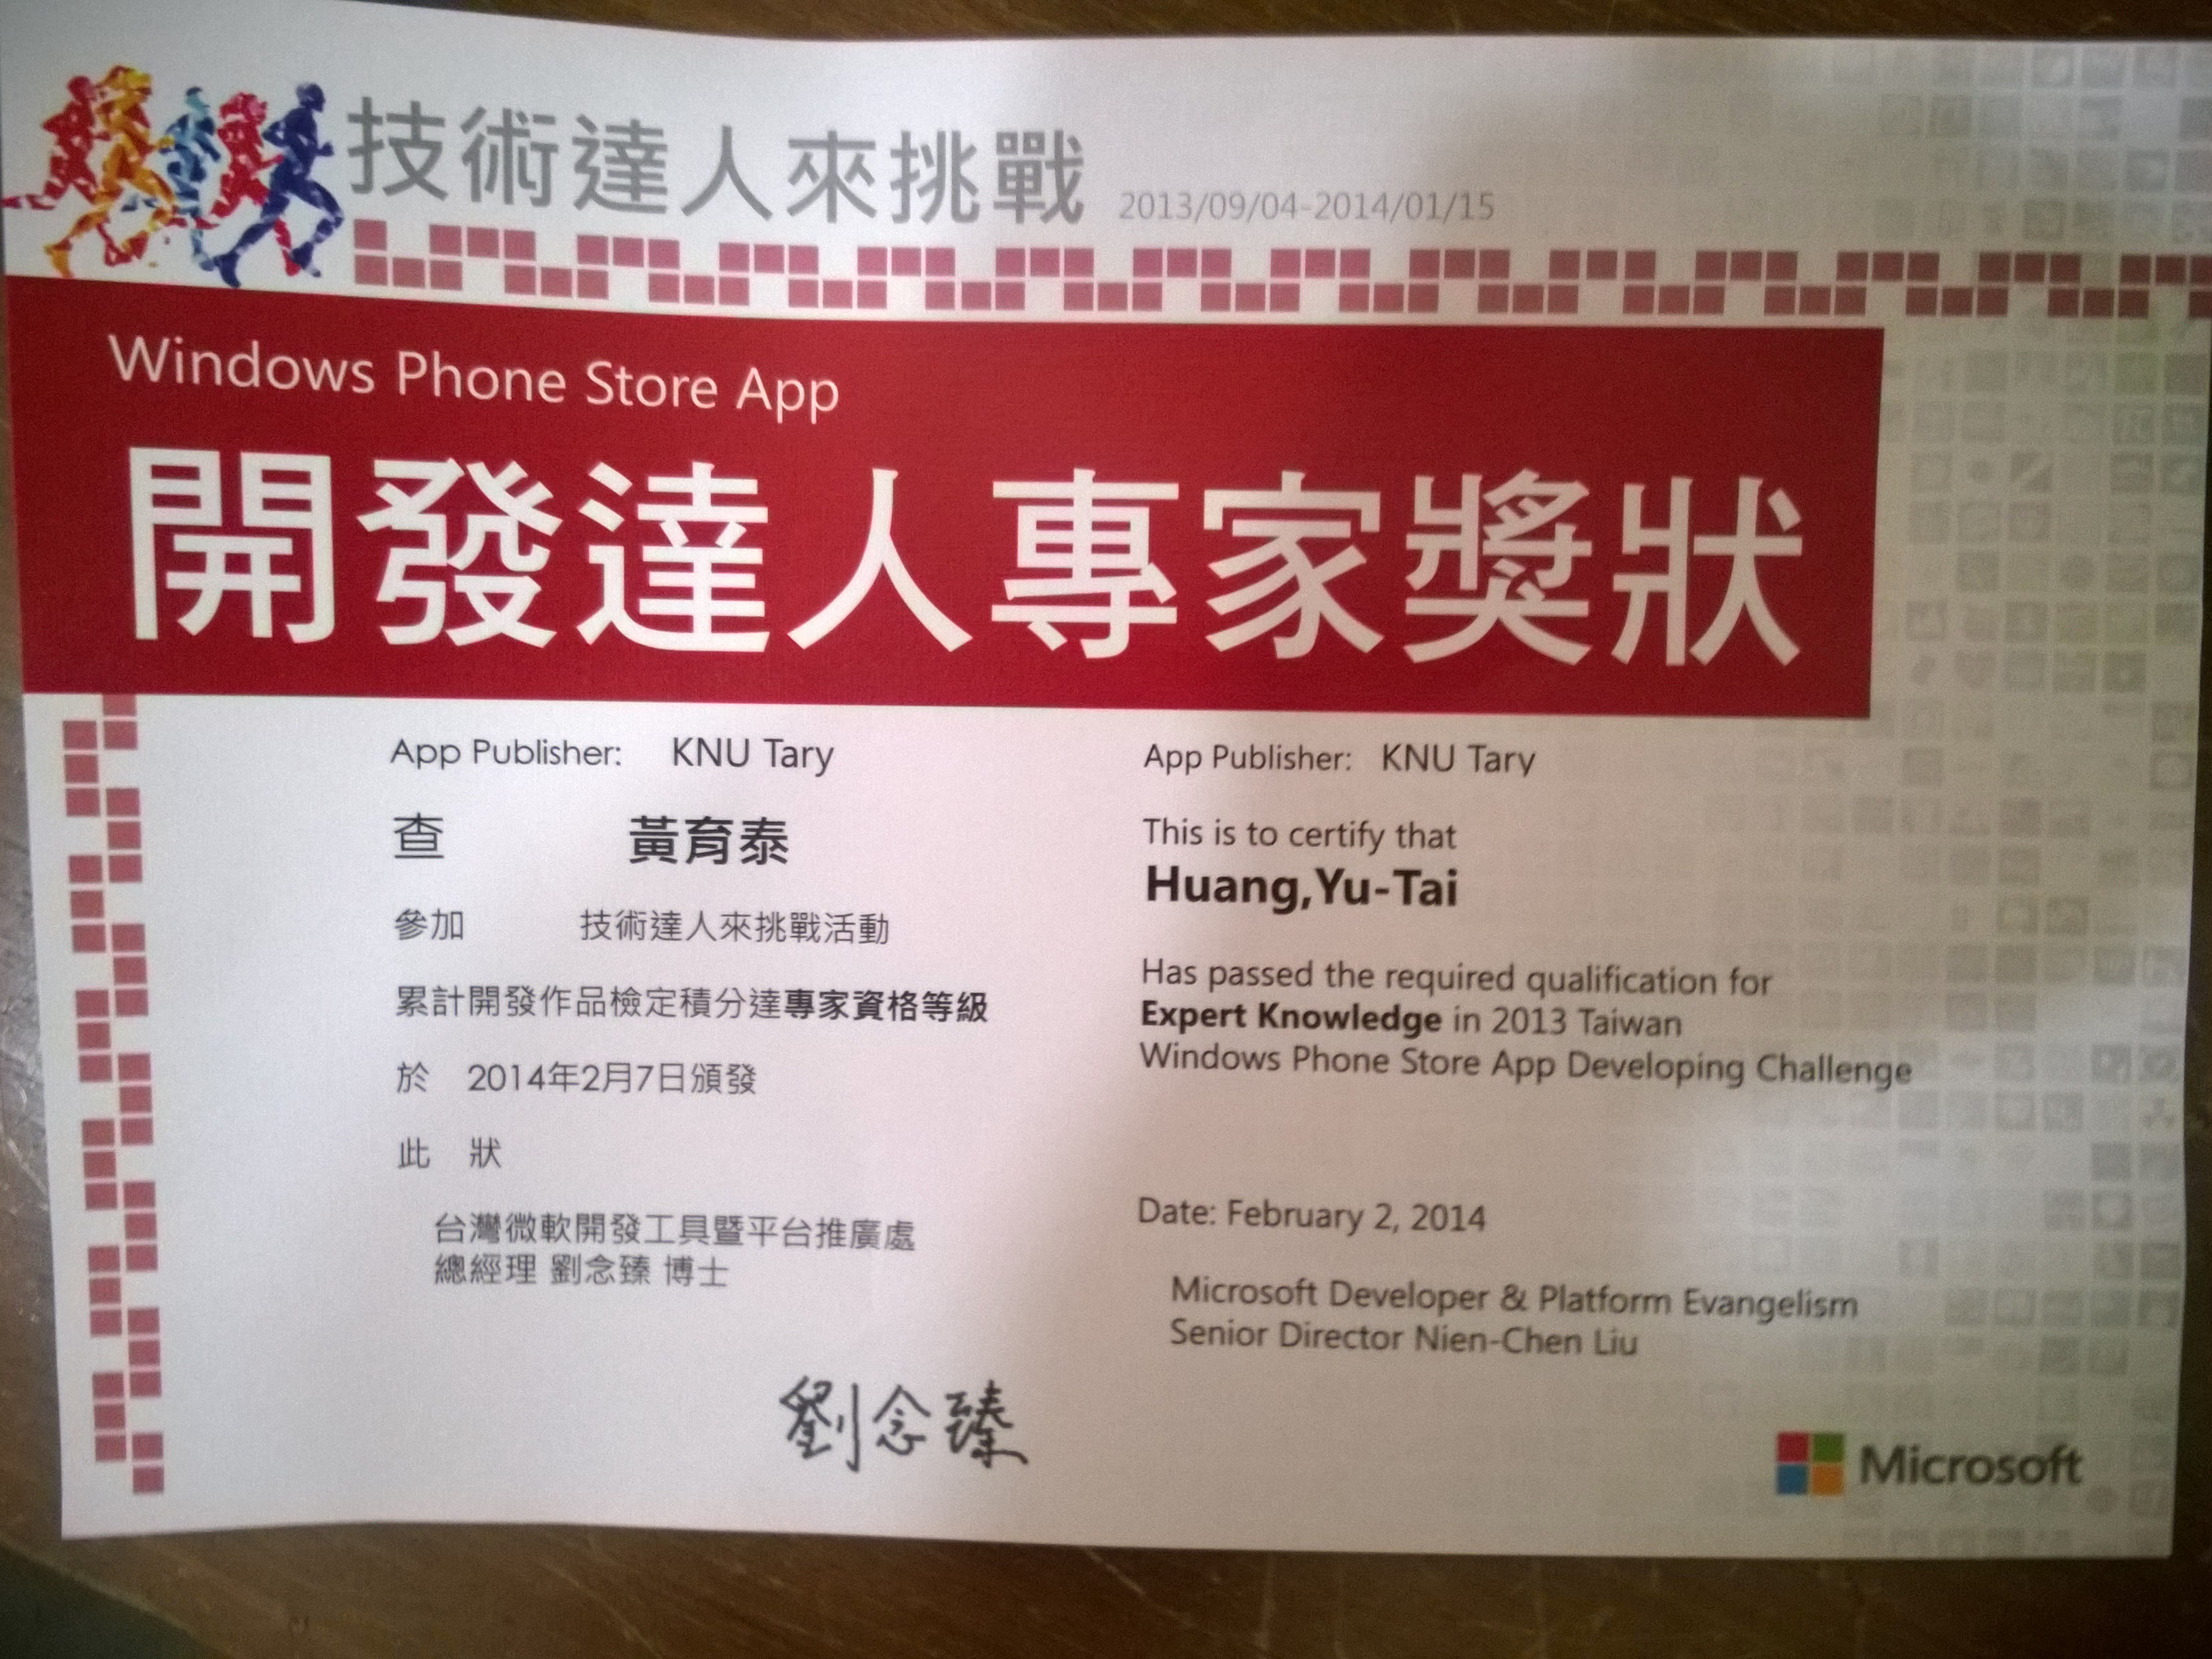 技術達人來挑戰 2013/09/04-2014/01/15
Windows Phone Store App
開發達人專家獎狀
App Publisher: KNU Tary
查 黃育泰
參加 技術達人來挑戰活動
累計開發作品檢定積分達專家資格等級
於 2014年2月7日頒發
此 狀
台灣微軟開發工具暨平台推廣處
總經理 劉念臻 博士
劉念臻
App Publisher: KNU Tary
This is to certify that
Huang,Yu-Tai
Has passed the required qualification for
Expert Knowledge in 2013 Taiwan
Windows Phone Store App Developing Challenge
Date: February 2, 2014
Microsoft Developer & Platform Evangelism
Senior Director Nien-Chen Liu
Microsoft